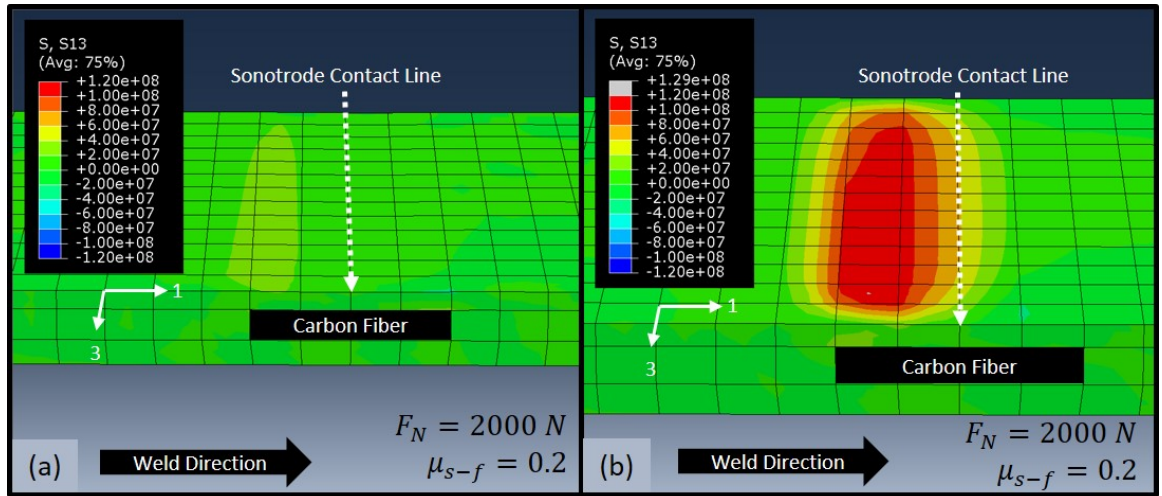 S, S13
(Avg: 75%)
+1.20e+08
+1.00e+08
+8.00e+07
+6.00e+07
+4.00e+07
+2.00e+07
+0.00e+00
-2.00e+07
-4.00e+07
-6.00e+07
-8.00e+07
-1.00e+08
-1.20e+08
Sonotrode Contact Line
1
3
Carbon Fiber
F_N = 2000 N
μ_{s-f} = 0.2
(a)
Weld Direction
S, S13
(Avg: 75%)
+1.29e+08
+1.20e+08
+1.00e+08
+8.00e+07
+6.00e+07
+4.00e+07
+2.00e+07
+0.00e+00
-2.00e+07
-4.00e+07
-6.00e+07
-8.00e+07
-1.00e+08
-1.20e+08
Sonotrode Contact Line
1
3
Carbon Fiber
F_N = 2000 N
μ_{s-f} = 0.2
(b)
Weld Direction